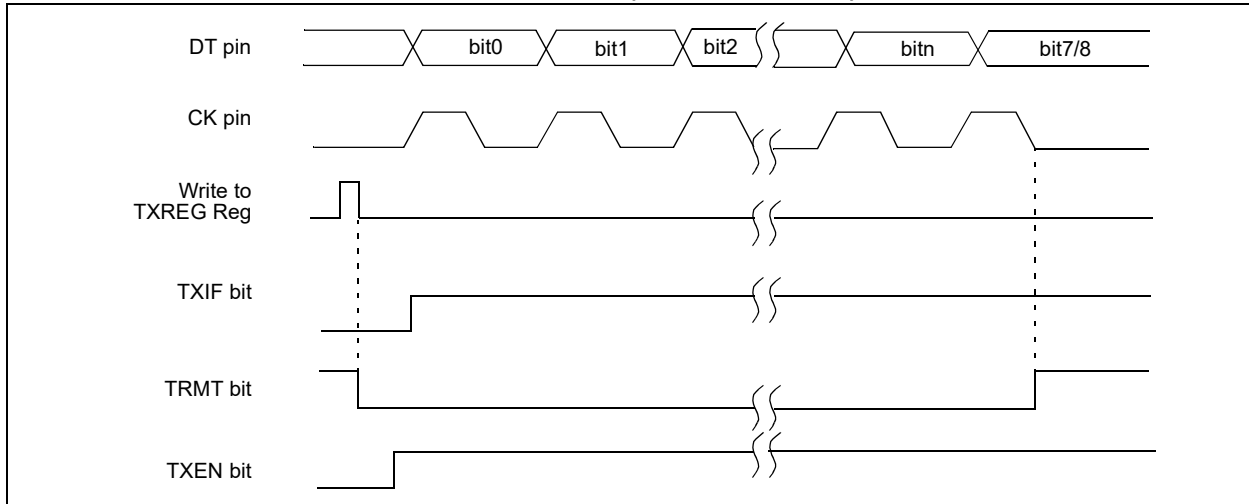 DT pin
bit0 bit1 bit2 bitn bit7/8
CK pin
Write to
TXREG Reg
TXIF bit
TRMT bit
TXEN bit